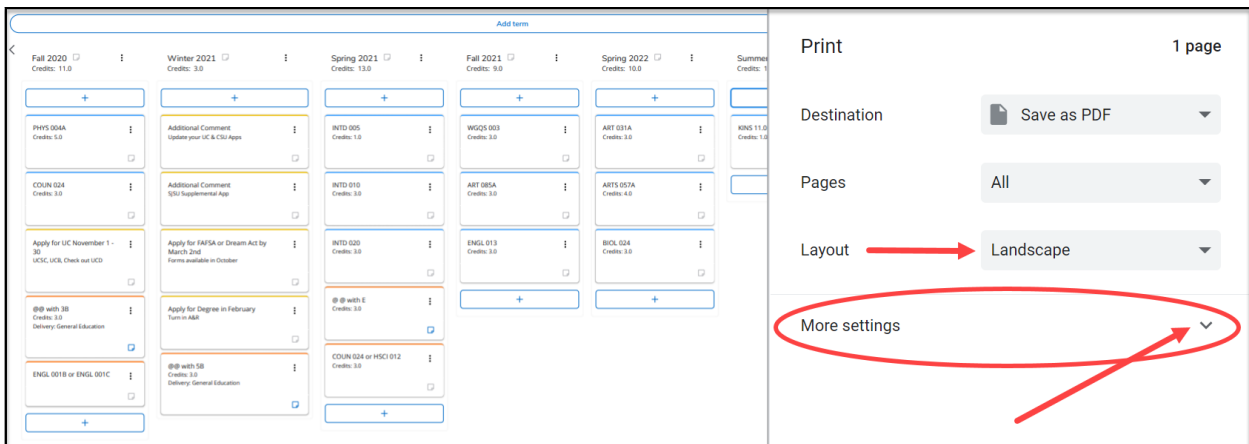 Add term
Fall 2020
Credits: 11.0
+
PHYS 004A
Credits: 5.0
COUN 024
Credits: 3.0
Apply for UC November 1 -
30
UCSC, UCB, Check out UCD
@@ with 3B
Credits: 3.0
Delivery: General Education
ENGL 001B or ENGL 001C
+
Winter 2021
Credits: 3.0
+
Additional Comment
Update your UC & CSU Apps
Additional Comment
SJSU Supplemental App
Apply for FAFSA or Dream Act by
March 2nd
Forms available in October
Apply for Degree in February
Turn in A&R
@@ with 5B
Credits: 3.0
Delivery: General Education
Spring 2021
Credits: 13.0
+
INTD 005
Credits: 1.0
INTD 010
Credits: 3.0
INTD 020
Credits: 3.0
@ @ with E
Credits: 3.0
COUN 024 or HSCI 012
Credits: 3.0
+
Fall 2021
Credits: 9.0
+
WGQS 003
Credits: 3.0
ART 085A
Credits: 3.0
ENGL 013
Credits: 3.0
+
Spring 2022
Credits: 10.0
+
ART 031A
Credits: 3.0
ARTS 057A
Credits: 4.0
BIOL 024
Credits: 3.0
+
Summe
Credits: 1
KINS 11.0
Credits: 1.0
Print 1 page
Destination Save as PDF
Pages All
Layout Landscape
More settings